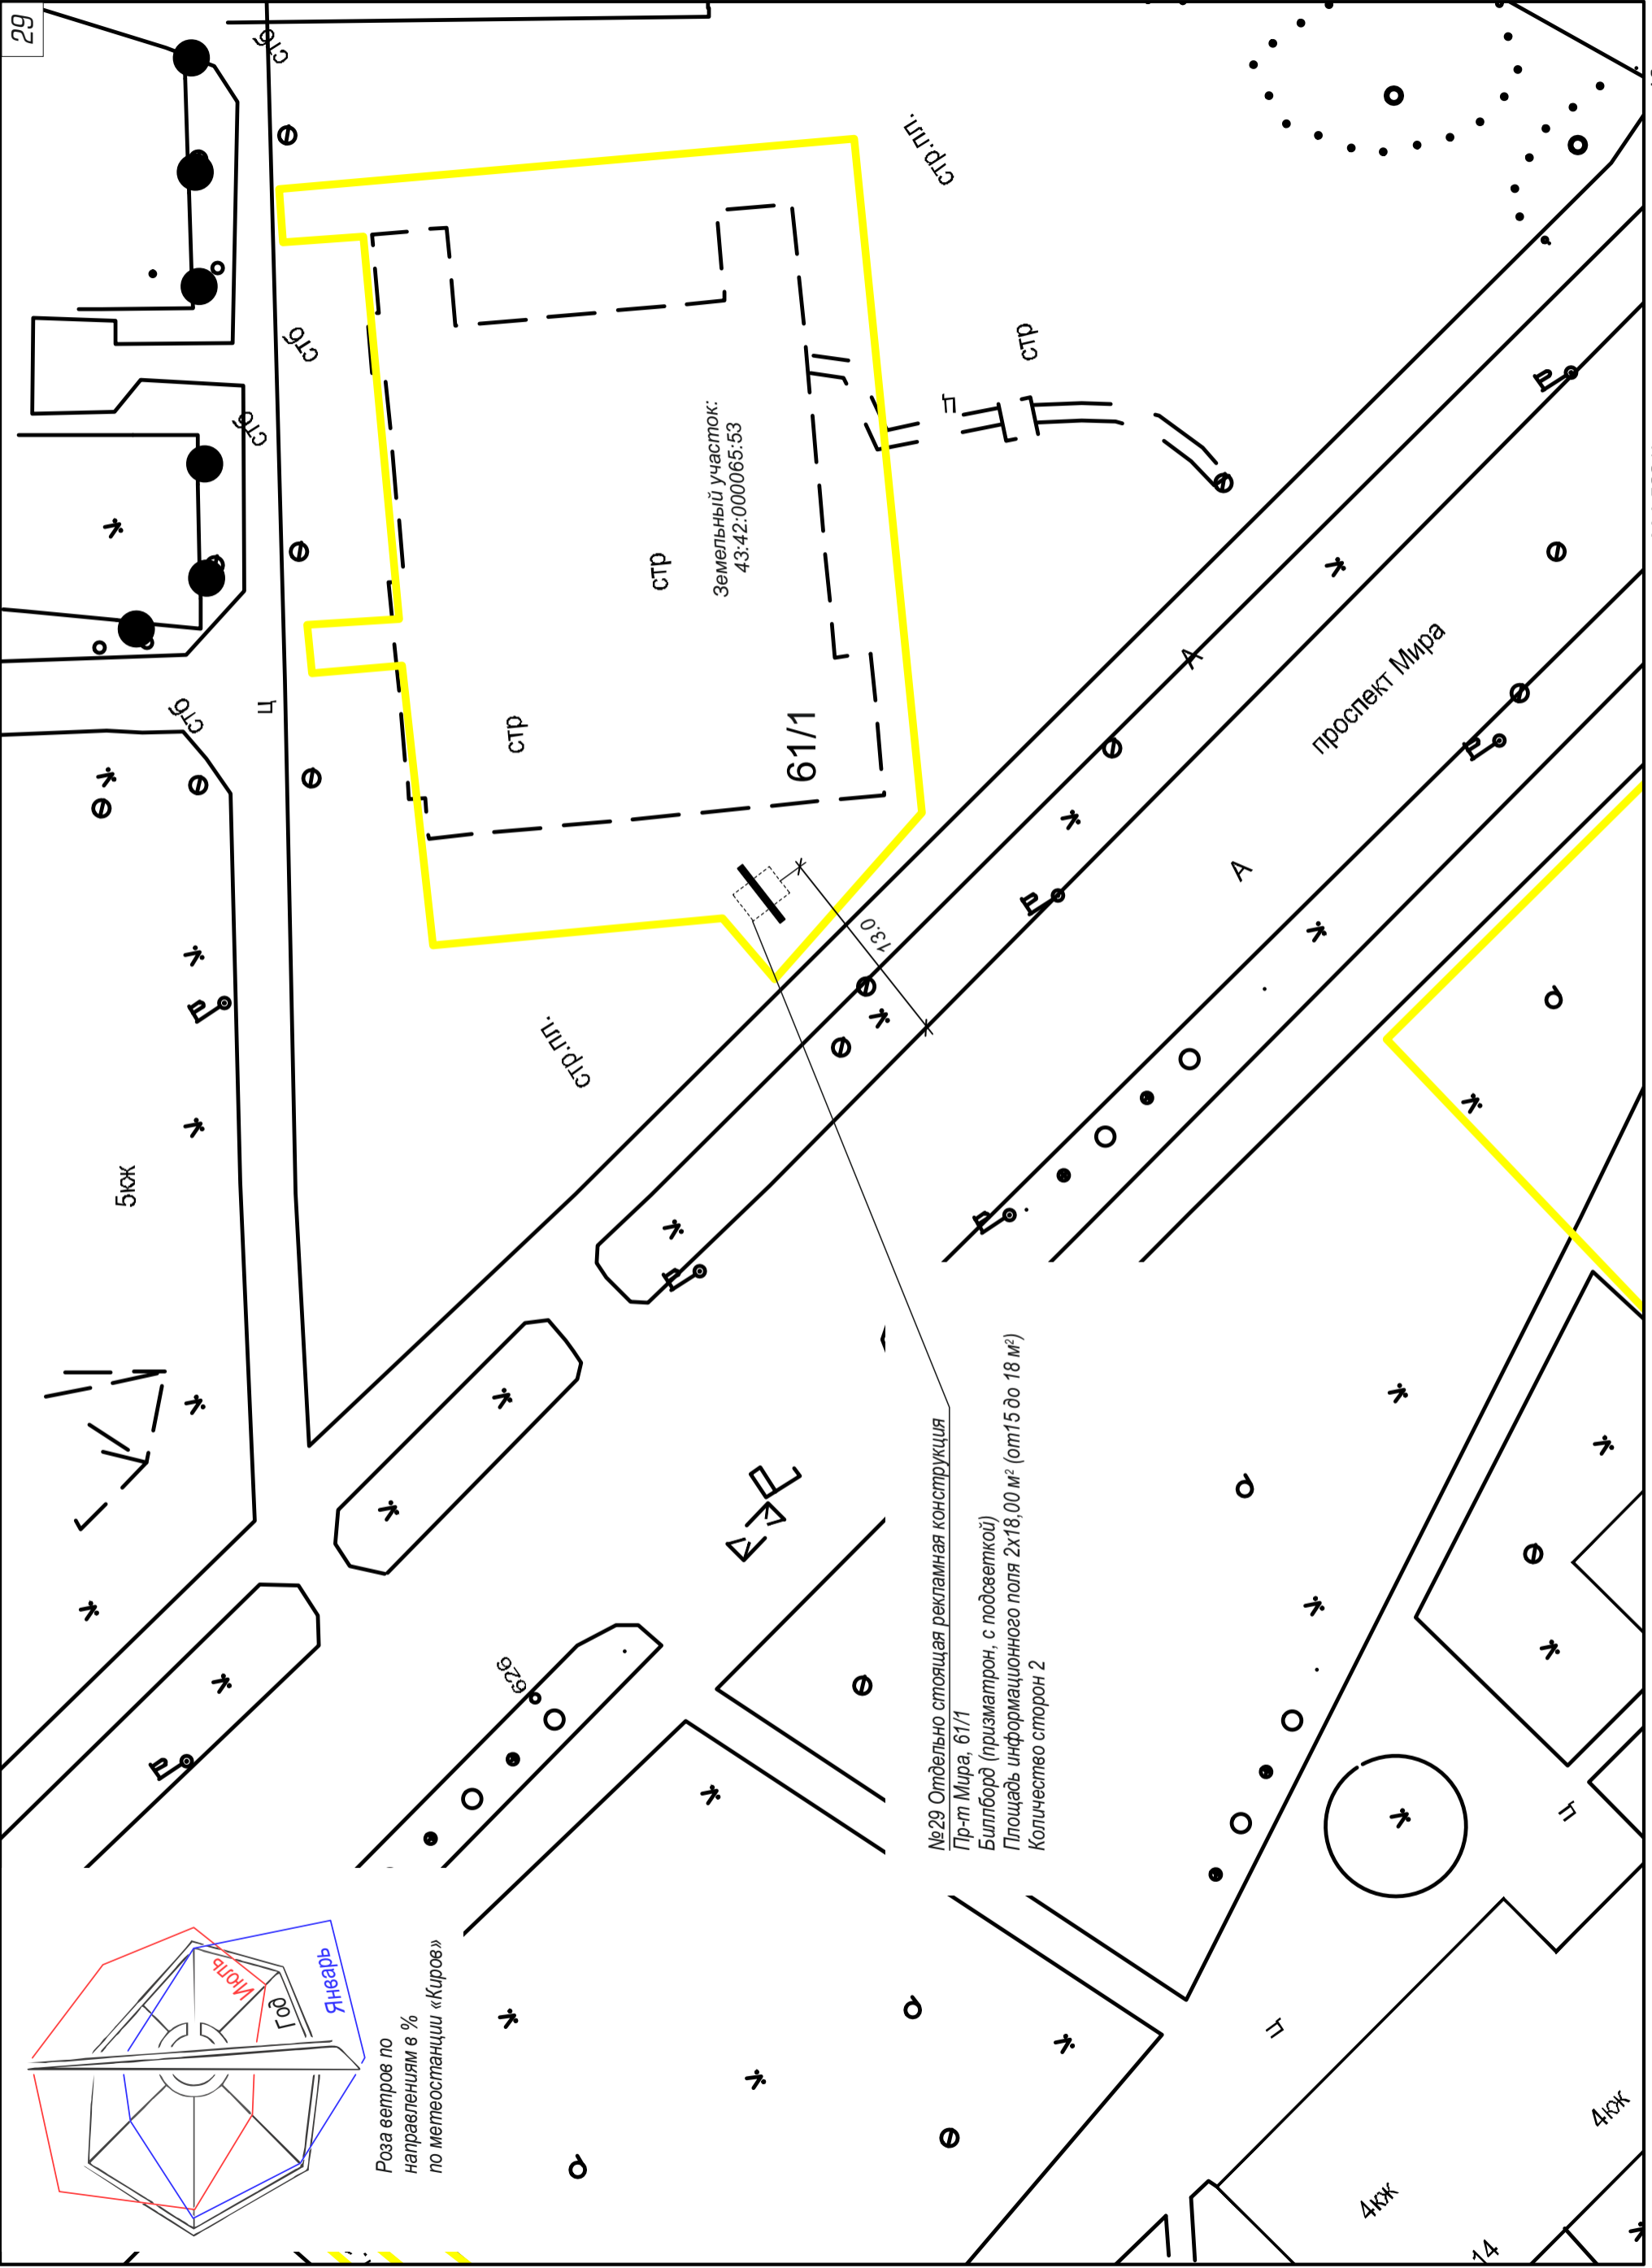 29
стб
стр.пл.
стб
стр
стб
Земельный участок:
43:42:000065:53
стр
стб
ц
стр
61/1
п
А
проспект Мира
А
13.0
стр.пл.
5кж
№29 Отдельно стоящая рекламная конструкция
Пр-т Мира, 61/1
Биллборд (призматрон, с подсветкой)
Площадь информационного поля 2х18,00 м² (от15 до 18 м²)
Количество сторон 2
ц
ц
4кж
4кж
14
Июль
Год
Январь
Роза ветров по
направлениям в %
по метеостанции «Киров»